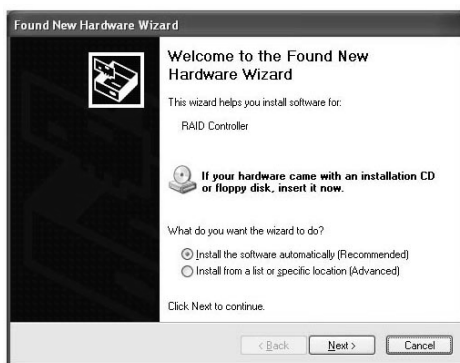 Found New Hardware Wizard
Welcome to the Found New
Hardware Wizard
This wizard helps you install software for:
RAID Controller
If your hardware came with an installation CD
or floppy disk, insert it now.
What do you want the wizard to do?
Install the software automatically (Recommended)
Install from a list or specific location (Advanced)
Click Next to continue.
< Back
Next >
Cancel